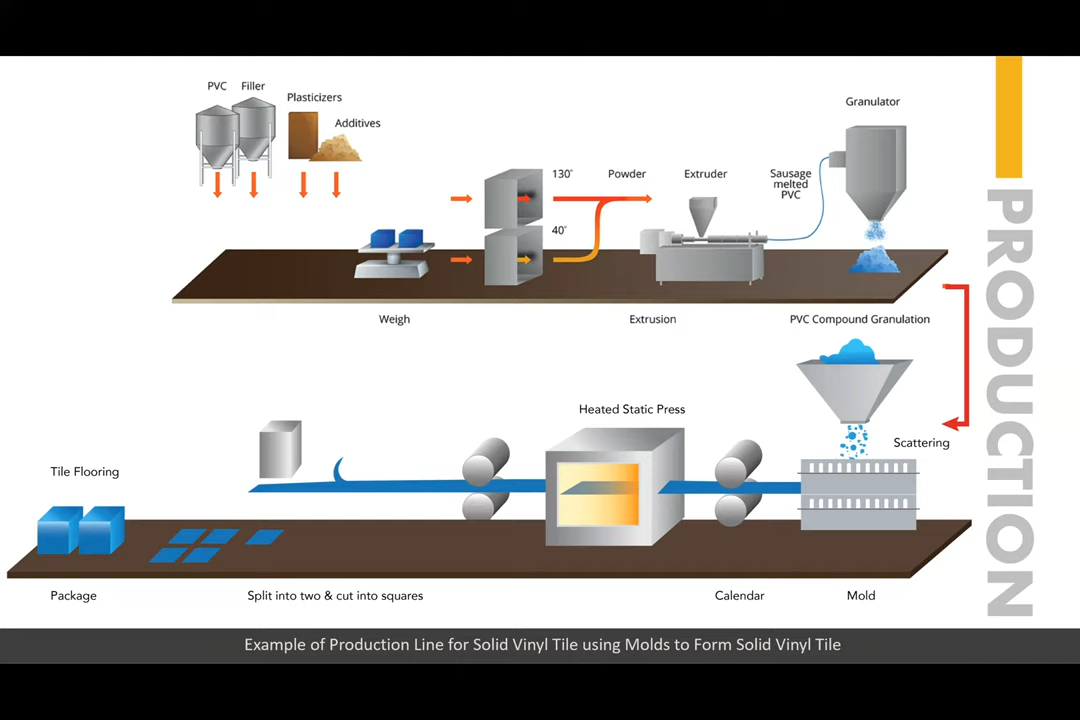 PVC
Filler
Plasticizers
Additives
Granulator
130°
Powder
Extruder
Sausage
melted
PVC
40°
Weigh
Extrusion
PVC Compound Granulation
PRODUCTION
Heated Static Press
Scattering
Tile Flooring
Package
Split into two & cut into squares
Calendar
Mold
Example of Production Line for Solid Vinyl Tile using Molds to Form Solid Vinyl Tile